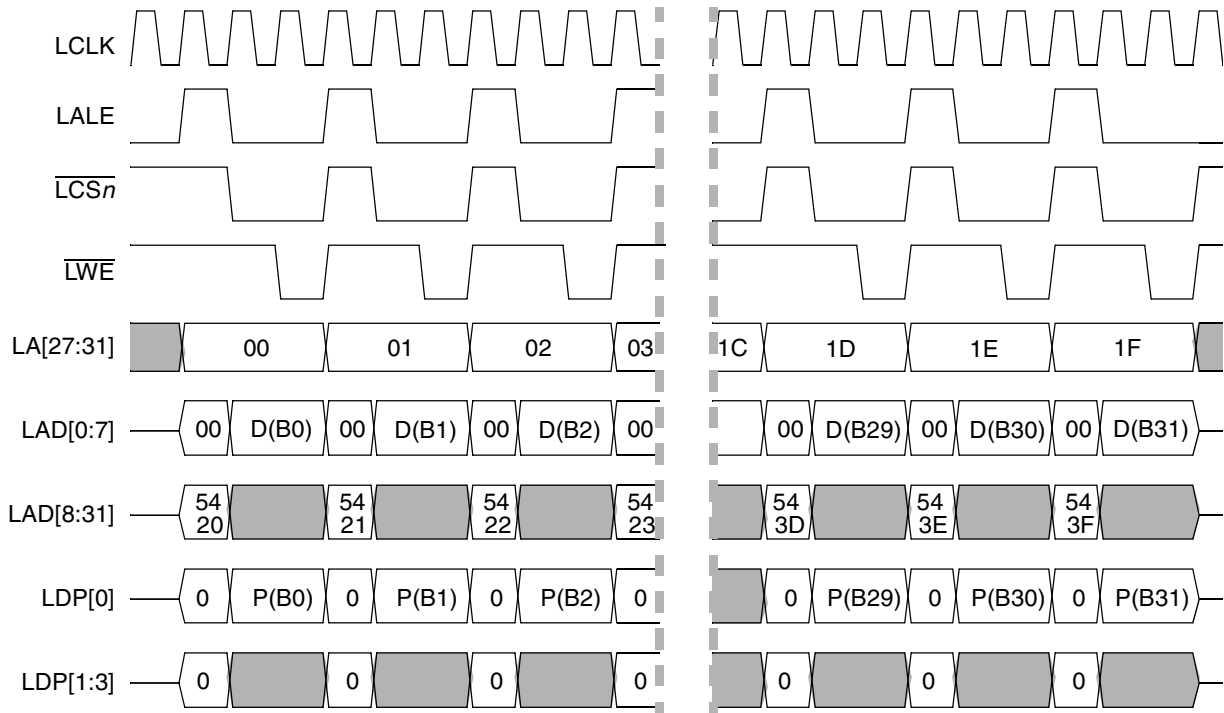 LCLK
LALE
LCSn
LWE
LA[27:31] 00 01 02 03 1C 1D 1E 1F
LAD[0:7] 00 D(B0) 00 D(B1) 00 D(B2) 00 00 D(B29) 00 D(B30) 00 D(B31)
54 54 54 54 54 54 54
LAD[8:31]
20 21 22 23 3D 3E 3F
LDP[0] 0 P(B0) 0 P(B1) 0 P(B2) 0 0 P(B29) 0 P(B30) 0 P(B31)
LDP[1:3] 0 0 0 0 0 0 0